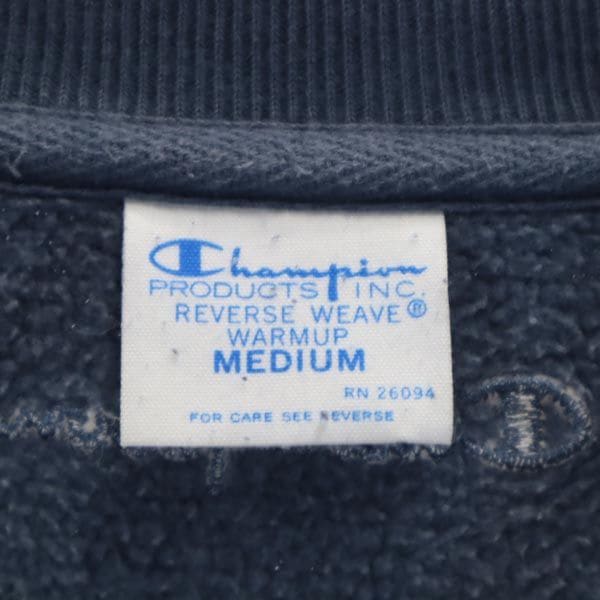 Champion
PRODUCTS INC.
REVERSE WEAVE®
WARMUP
MEDIUM
RN 26094
FOR CARE SEE REVERSE